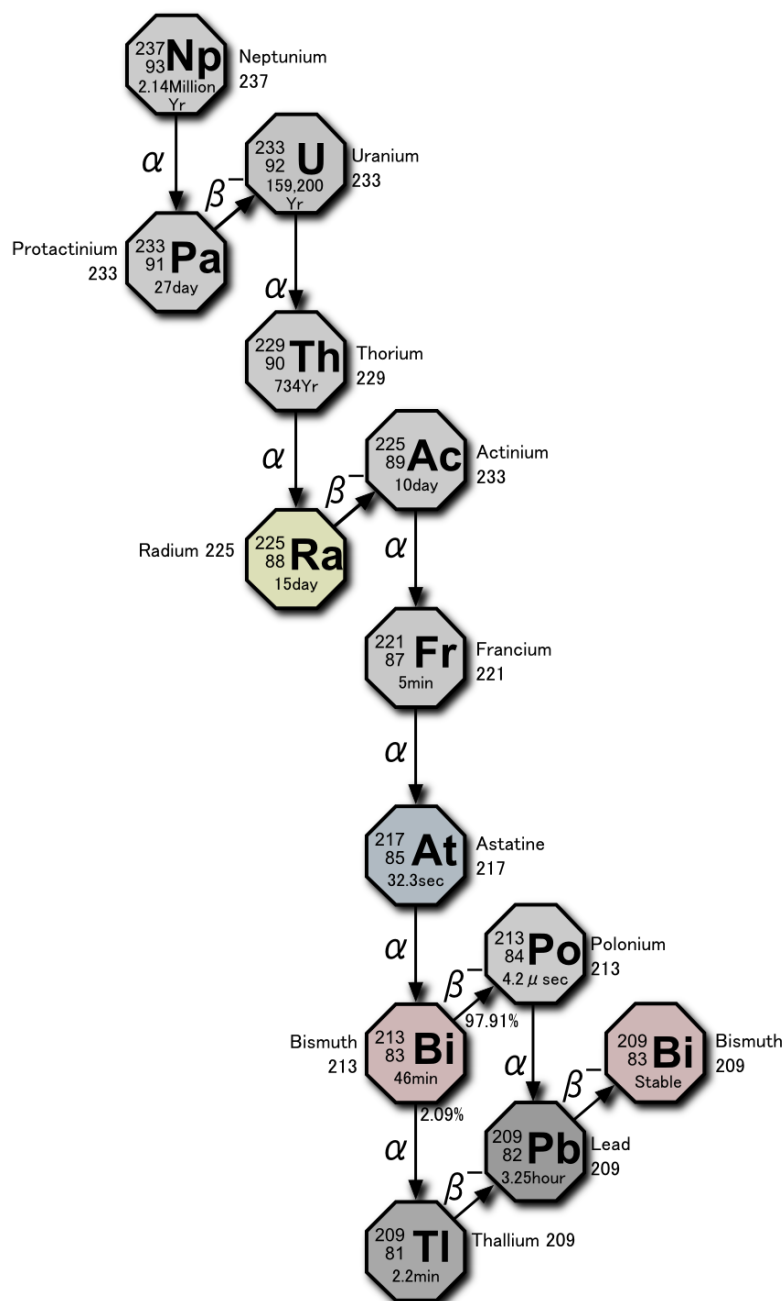 237
93
Np
2.14Million
Yr
Neptunium
237
α
β−
233
92
U
159,200
Yr
Uranium
233
Protactinium
233
233
91
Pa
27day
α
229
90
Th
734Yr
Thorium
229
α
β−
225
89
Ac
10day
Actinium
233
Radium 225
225
88
Ra
15day
α
221
87
Fr
5min
Francium
221
α
217
85
At
32.3sec
Astatine
217
α
β−
97.91%
213
84
Po
4.2 μ sec
Polonium
213
Bismuth
213
213
83
Bi
46min
2.09%
α
β−
209
83
Bi
Stable
Bismuth
209
α
β−
209
82
Pb
3.25hour
Lead
209
209
81
Tl
2.2min
Thallium 209